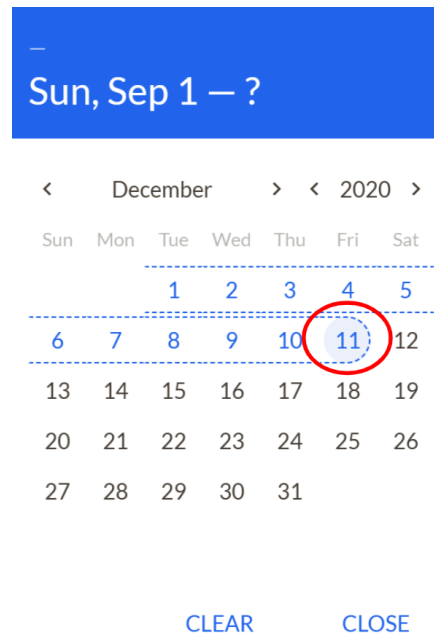 —
Sun, Sep 1 — ?
‹ December › ‹ 2020 ›
Sun Mon Tue Wed Thu Fri Sat
1 2 3 4 5
6 7 8 9 10 11 12
13 14 15 16 17 18 19
20 21 22 23 24 25 26
27 28 29 30 31
CLEAR CLOSE